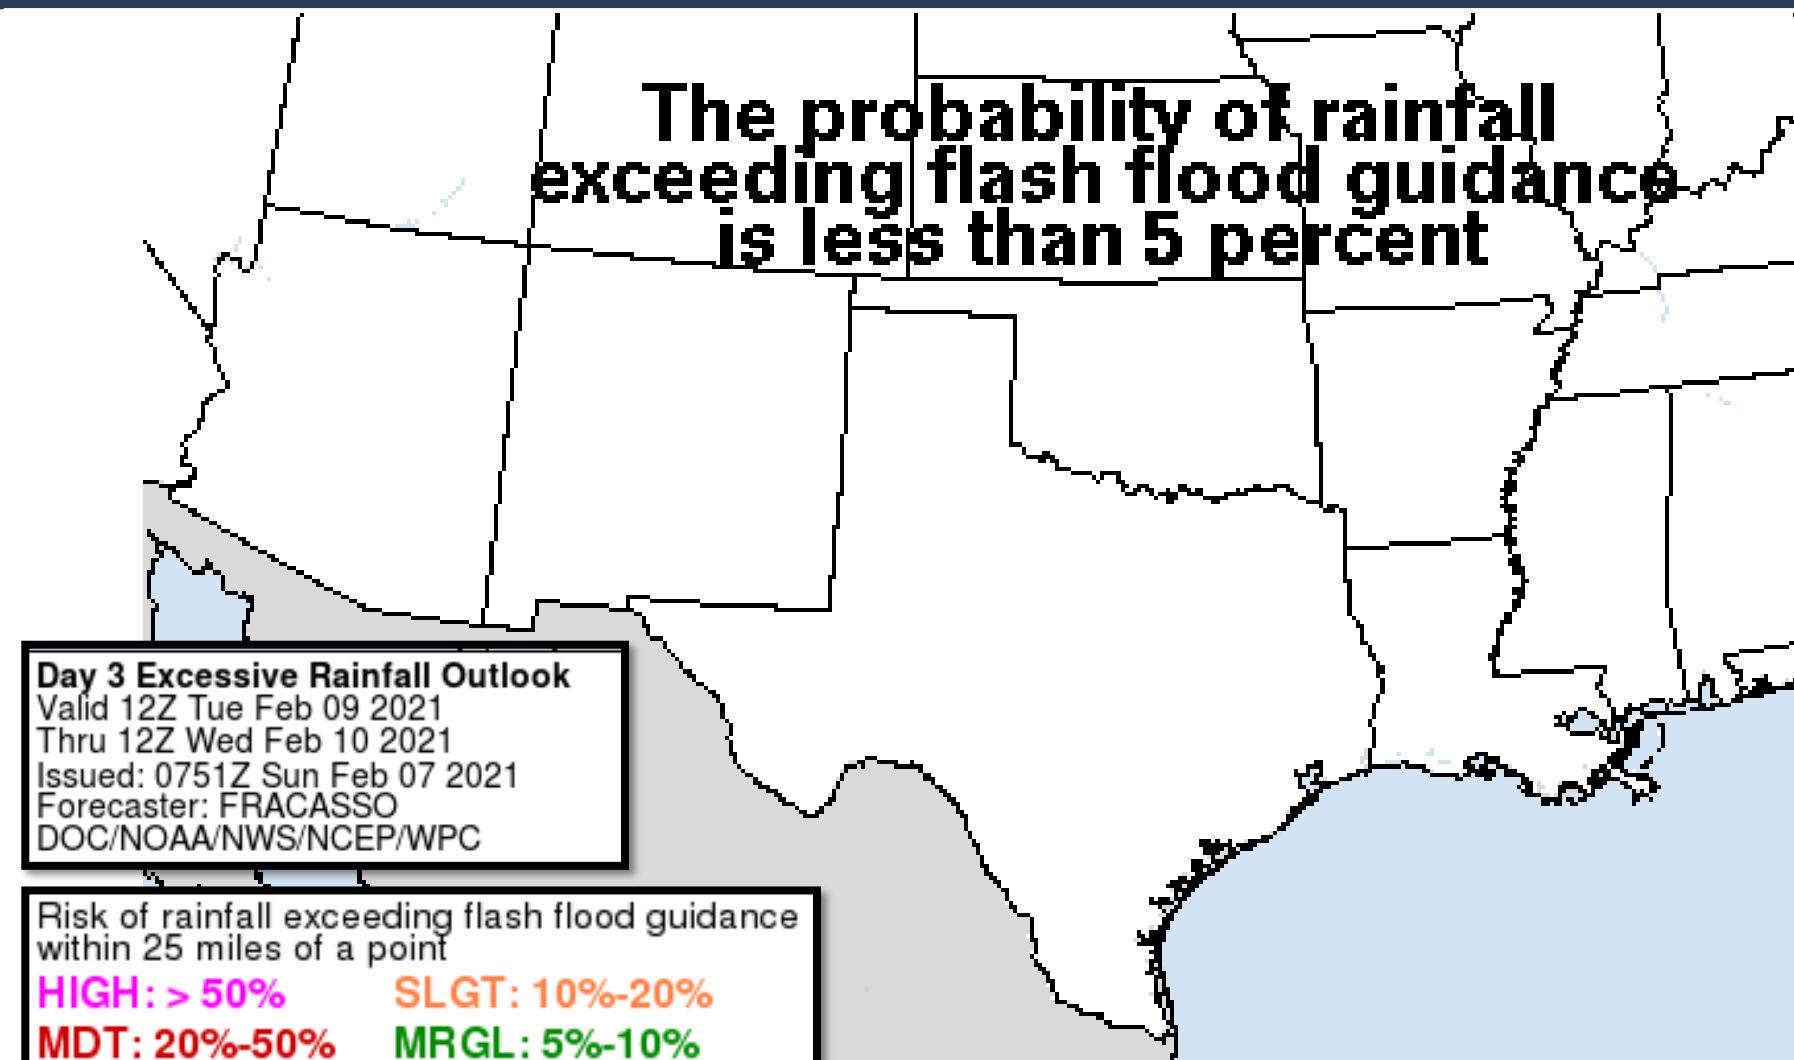 The probability of rainfall
exceeding flash flood guidance
is less than 5 percent
Day 3 Excessive Rainfall Outlook
Valid 12Z Tue Feb 09 2021
Thru 12Z Wed Feb 10 2021
Issued: 0751Z Sun Feb 07 2021
Forecaster: FRACASSO
DOC/NOAA/NWS/NCEP/WPC
Risk of rainfall exceeding flash flood guidance
within 25 miles of a point
HIGH: > 50% SLGT: 10%-20%
MDT: 20%-50% MRGL: 5%-10%